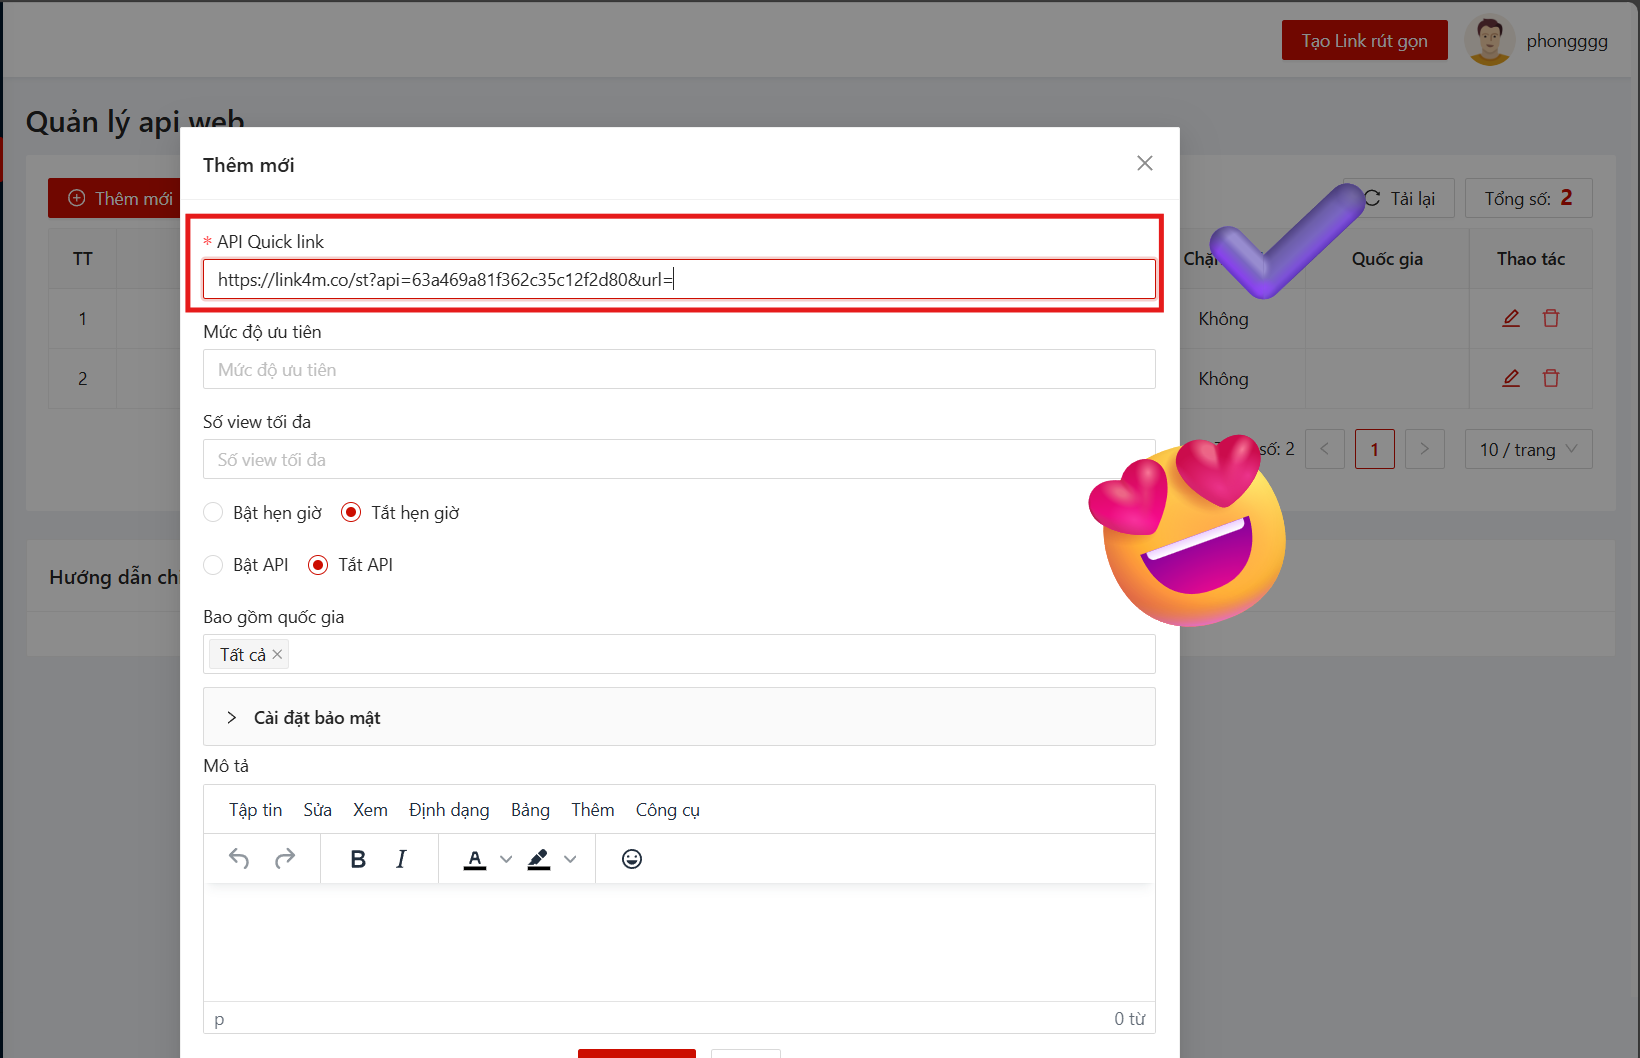 Tạo Link rút gọn
phongggg
Quản lý api web
Thêm mới
Thêm mới
Tải lại
Tổng số: 2
* API Quick link
TT
Quốc gia
Thao tác
https://link4m.co/st?api=63a469a81f362c35c12f2d80&url=
1
Không
Mức độ ưu tiên
Mức độ ưu tiên
2
Không
Số view tối đa
Số view tối đa
số: 2
1
10 / trang
Bật hẹn giờ
Tắt hẹn giờ
Bật API
Tắt API
Hướng dẫn
Bao gồm quốc gia
Tất cả
Cài đặt bảo mật
Mô tả
Tập tin Sửa Xem Định dạng Bảng Thêm Công cụ
B I A
p
0 từ